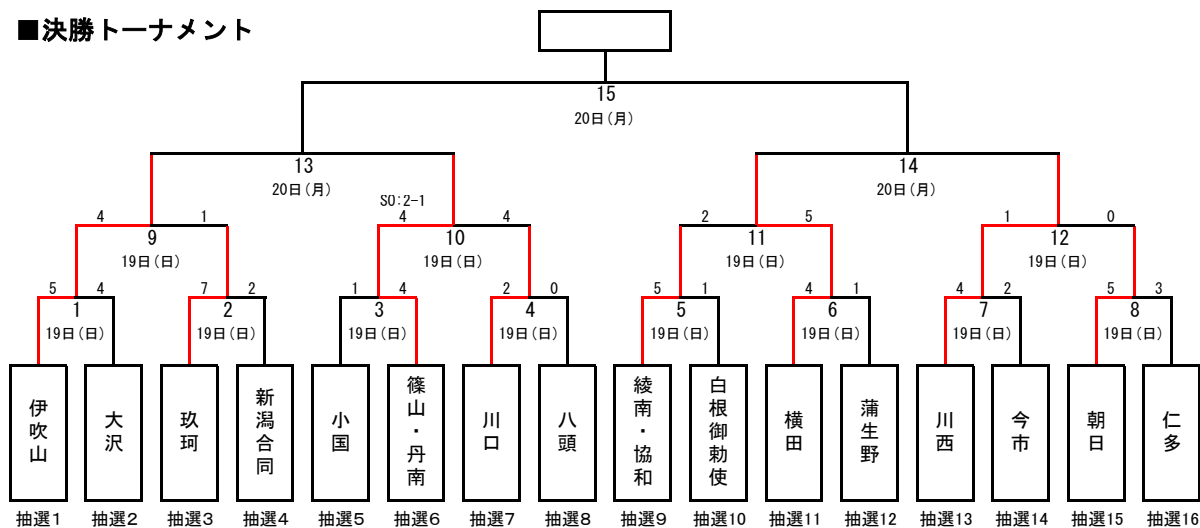 ■決勝トーナメント
15
20日(月)
13
14
20日(月)
20日(月)
SO:2-1
4 1 4 4 2 5 1 0
9 10 11 12
19日(日) 19日(日) 19日(日) 19日(日)
5 4 7 2 1 4 2 0 5 1 4 1 4 2 5 3
1 2 3 4 5 6 7 8
19日(日) 19日(日) 19日(日) 19日(日) 19日(日) 19日(日) 19日(日) 19日(日)
伊吹山
大沢
玖珂
新潟合同
小国
篠山・丹南
川口
八頭
綾南・協和
白根御勅使
横田
蒲生野
川西
今市
朝日
仁多
抽選1 抽選2 抽選3 抽選4 抽選5 抽選6 抽選7 抽選8 抽選9 抽選10 抽選11 抽選12 抽選13 抽選14 抽選15 抽選16